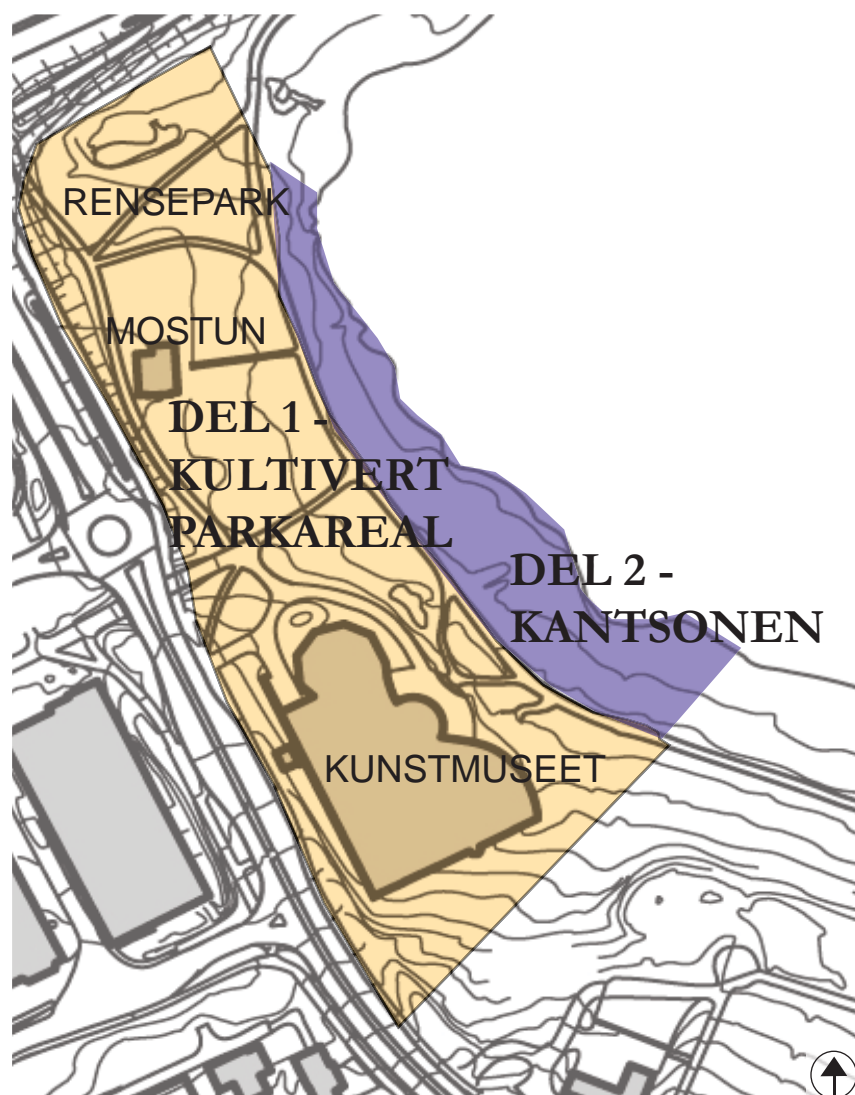 RENSEPARK
MOSTUN
DEL 1 -
KULTIVERT
PARKAREAL
DEL 2 -
KANTSONEN
KUNSTMUSEET